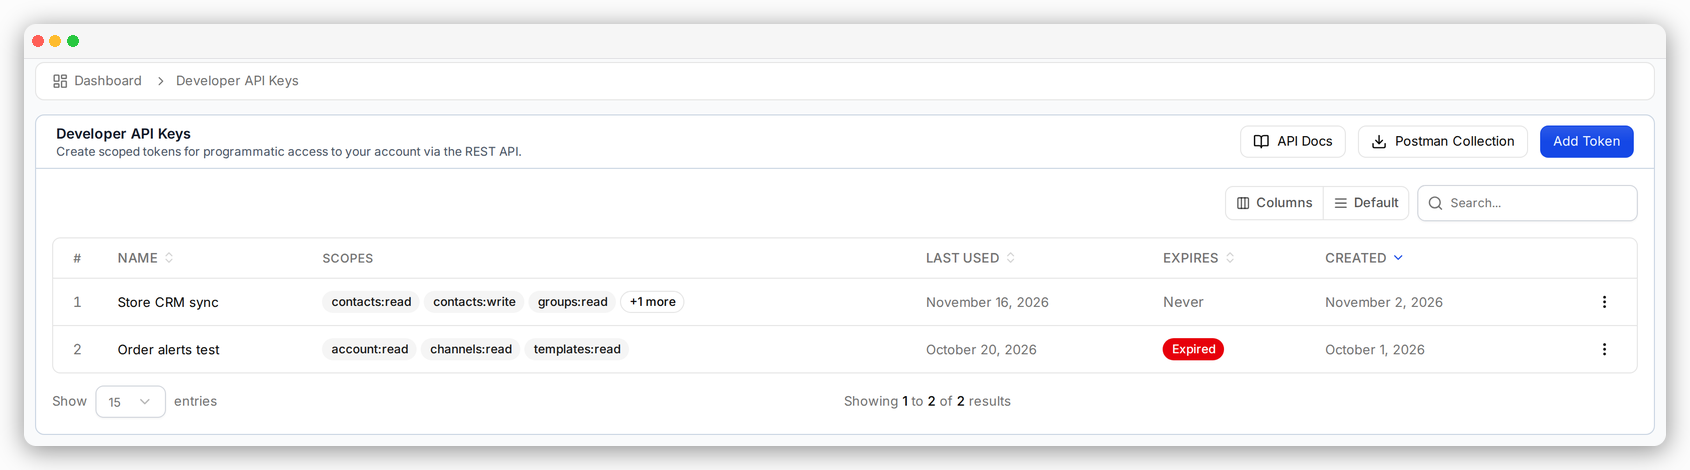 Dashboard > Developer API Keys
Developer API Keys
Create scoped tokens for programmatic access to your account via the REST API.
API Docs Postman Collection Add Token
Columns Default Search...
# NAME SCOPES LAST USED EXPIRES CREATED
1 Store CRM sync contacts:read contacts:write groups:read +1 more November 16, 2026 Never November 2, 2026
2 Order alerts test account:read channels:read templates:read October 20, 2026 Expired October 1, 2026
Show 15 entries Showing 1 to 2 of 2 results